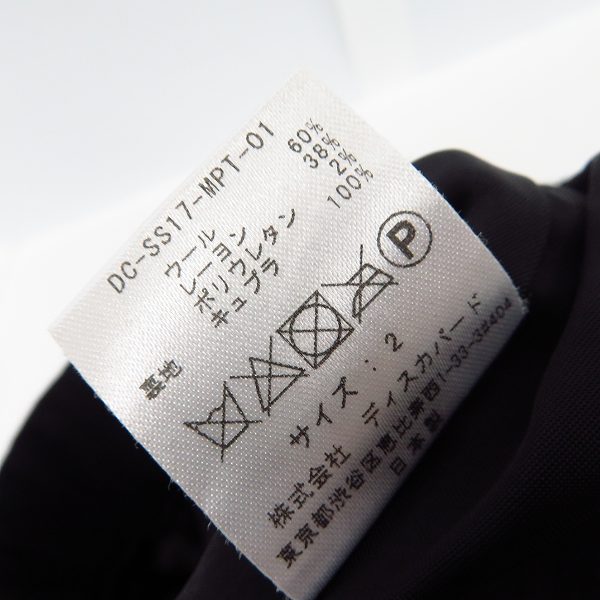 DC-SS17-MPT-01
ウール 60%
レーヨン 38%
ポリウレタン 2%
裏地 キュプラ 100%
P
サイズ：2
株式会社 ディスカバード
東京都渋谷区恵比寿西1-33-3#404
日本製